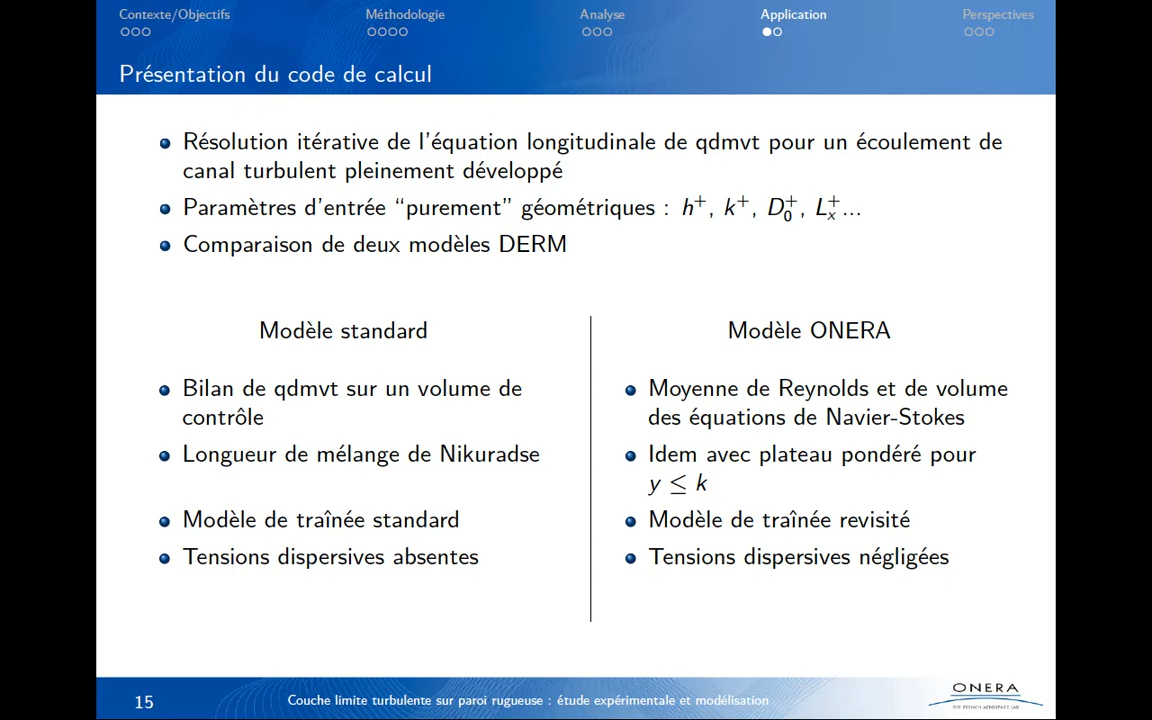 Contexte/Objectifs
Méthodologie
Analyse
Application
Perspectives
Présentation du code de calcul
Résolution itérative de l'équation longitudinale de qdmvt pour un écoulement de
canal turbulent pleinement développé
Paramètres d'entrée “purement” géométriques : h⁺, k⁺, D₀⁺, Lₓ⁺...
Comparaison de deux modèles DERM
Modèle standard
Bilan de qdmvt sur un volume de
contrôle
Longueur de mélange de Nikuradse
Modèle de traînée standard
Tensions dispersives absentes
Modèle ONERA
Moyenne de Reynolds et de volume
des équations de Navier-Stokes
Idem avec plateau pondéré pour
y ≤ k
Modèle de traînée revisité
Tensions dispersives négligées
15
Couche limite turbulente sur paroi rugueuse : étude expérimentale et modélisation
ONERA
THE FRENCH AEROSPACE LAB